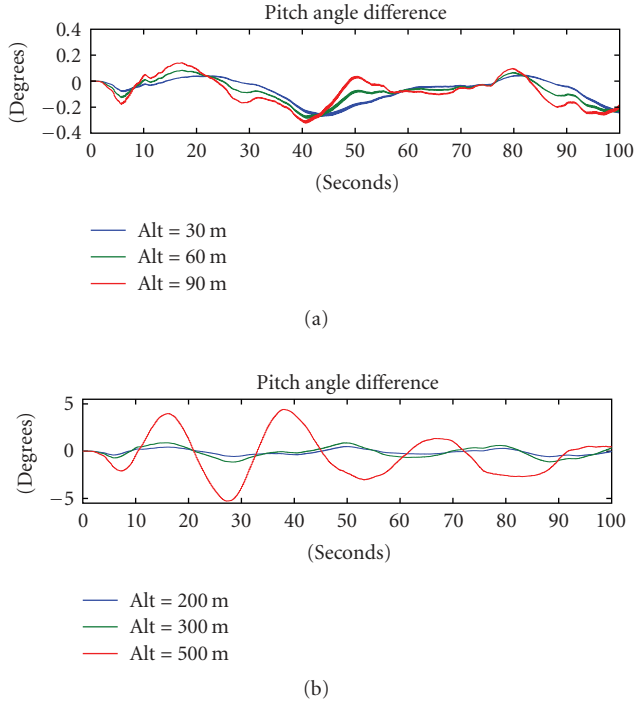 Pitch angle difference
(Degrees)
0.4
0.2
0
−0.2
−0.4
0 10 20 30 40 50 60 70 80 90 100
(Seconds)
Alt = 30 m
Alt = 60 m
Alt = 90 m
(a)
Pitch angle difference
(Degrees)
5
0
−5
0 10 20 30 40 50 60 70 80 90 100
(Seconds)
Alt = 200 m
Alt = 300 m
Alt = 500 m
(b)